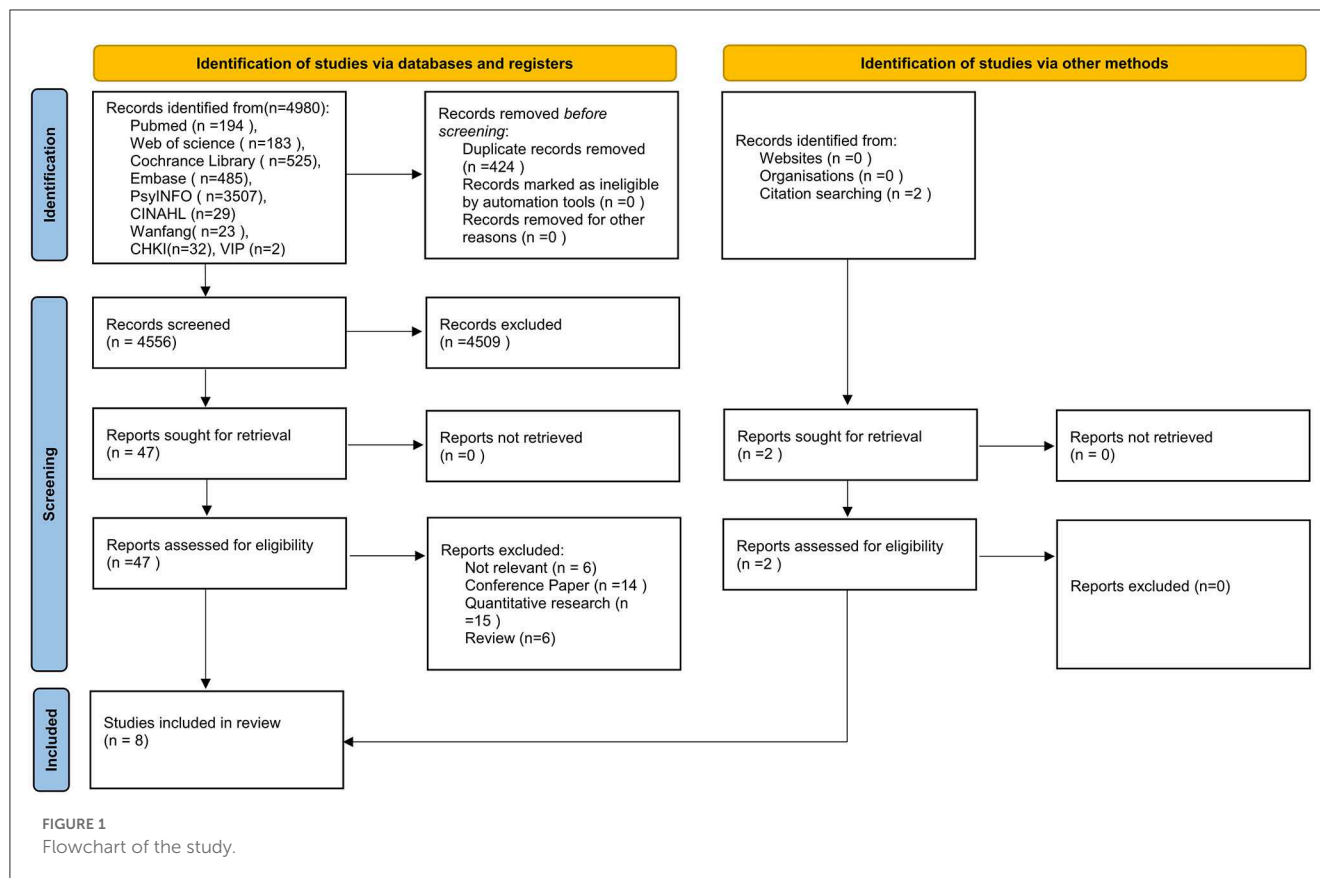 Identification of studies via databases and registers
Identification of studies via other methods
Identification
Records identified from(n=4980):
Pubmed (n =194 ),
Web of science ( n=183 ),
Cochrance Library ( n=525),
Embase ( n=485),
PsyINFO ( n=3507),
CINAHL (n=29)
Wanfang( n=23 ),
CHKI(n=32), VIP (n=2)
Records removed before
screening:
Duplicate records removed
(n =424 )
Records marked as ineligible
by automation tools (n =0 )
Records removed for other
reasons (n =0 )
Records identified from:
Websites (n =0 )
Organisations (n =0 )
Citation searching (n =2 )
Screening
Records screened
(n = 4556)
Records excluded
(n =4509 )
Reports sought for retrieval
(n = 47)
Reports not retrieved
(n =0 )
Reports sought for retrieval
(n =2 )
Reports not retrieved
(n = 0)
Reports assessed for eligibility
(n =47 )
Reports excluded:
Not relevant (n = 6)
Conference Paper (n =14 )
Quantitative research (n
=15 )
Review (n=6)
Reports assessed for eligibility
(n =2 )
Reports excluded (n=0)
Included
Studies included in review
(n = 8)
FIGURE 1
Flowchart of the study.